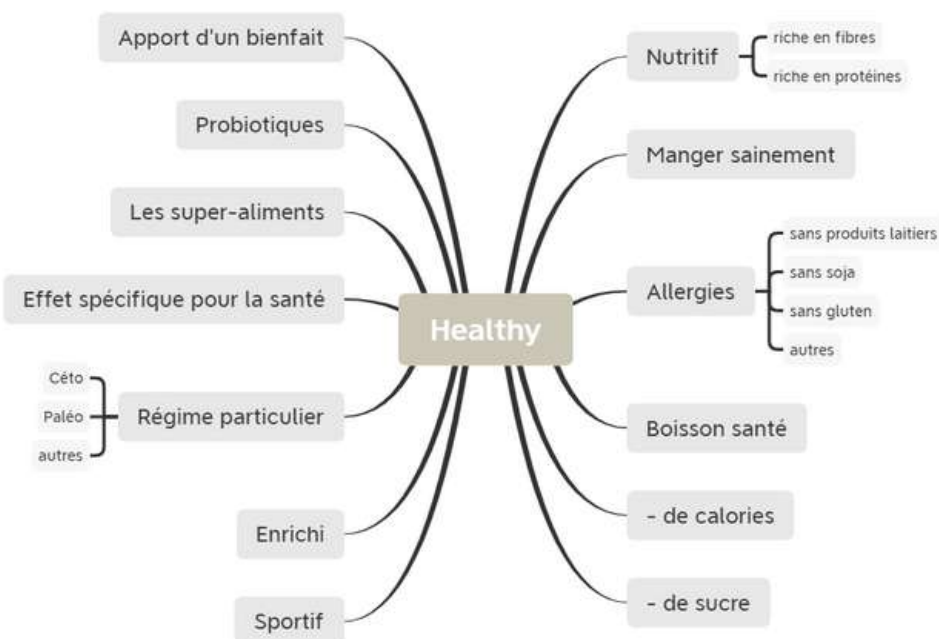 Apport d'un bienfait
Probiotiques
Les super-aliments
Effet spécifique pour la santé
Régime particulier
Céto
Paléo
autres
Enrichi
Sportif
Healthy
Nutritif
riche en fibres
riche en protéines
Manger sainement
Allergies
sans produits laitiers
sans soja
sans gluten
autres
Boisson santé
- de calories
- de sucre